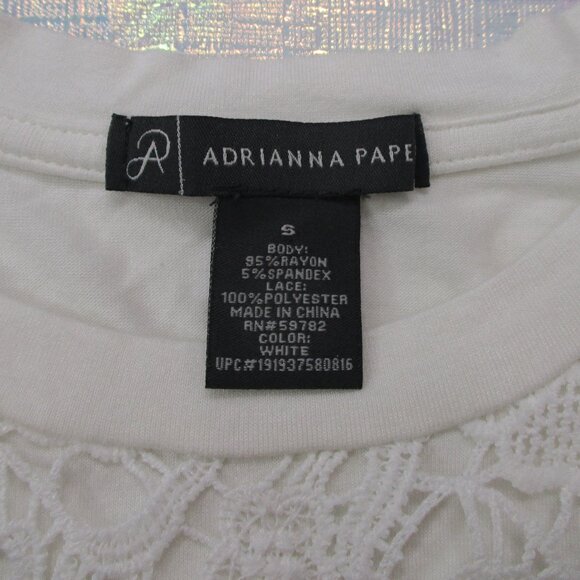 ADRIANNA PAPE
S
BODY:
95%RAYON
5%SPANDEX
LACE:
100%POLYESTER
MADE IN CHINA
RN#59782
COLOR:
WHITE
UPC#191937580816